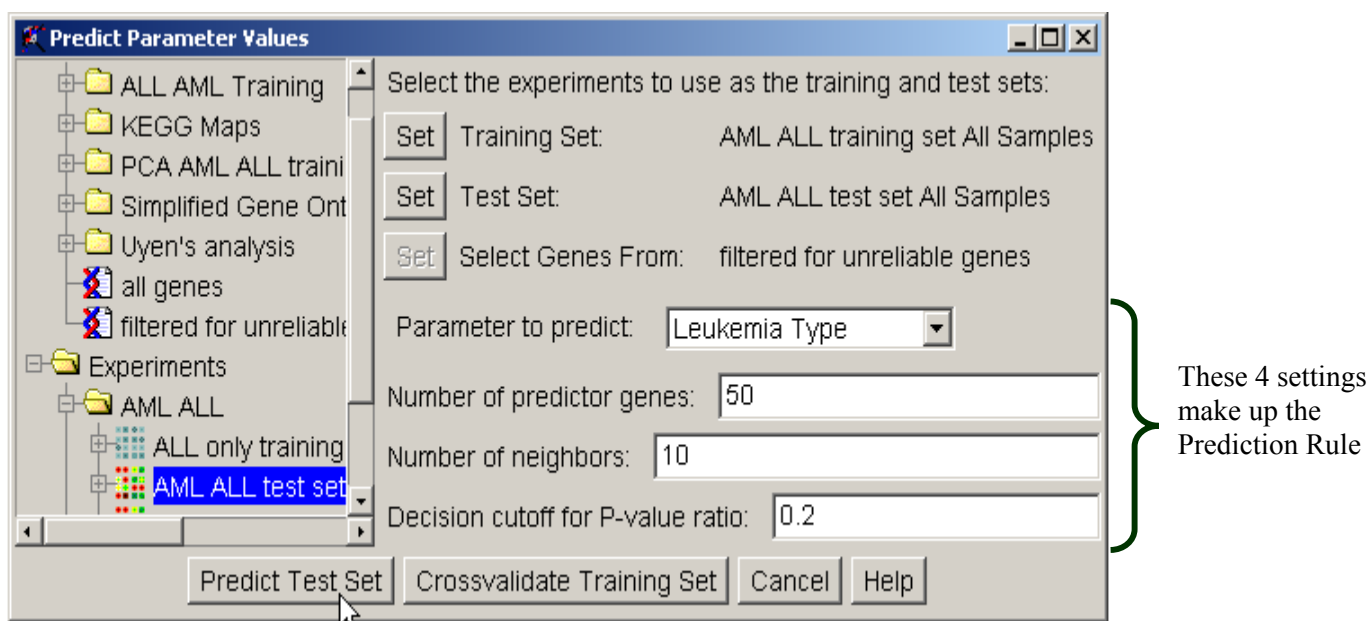 Predict Parameter Values
ALL AML Training
KEGG Maps
PCA AML ALL traini
Simplified Gene Ont
Uyen's analysis
all genes
filtered for unreliable
Experiments
AML ALL
ALL only training
AML ALL test set
Select the experiments to use as the training and test sets:
Set Training Set: AML ALL training set All Samples
Set Test Set: AML ALL test set All Samples
Set Select Genes From: filtered for unreliable genes
Parameter to predict: Leukemia Type
Number of predictor genes: 50
Number of neighbors: 10
Decision cutoff for P-value ratio: 0.2
Predict Test Set Crossvalidate Training Set Cancel Help
These 4 settings
make up the
Prediction Rule